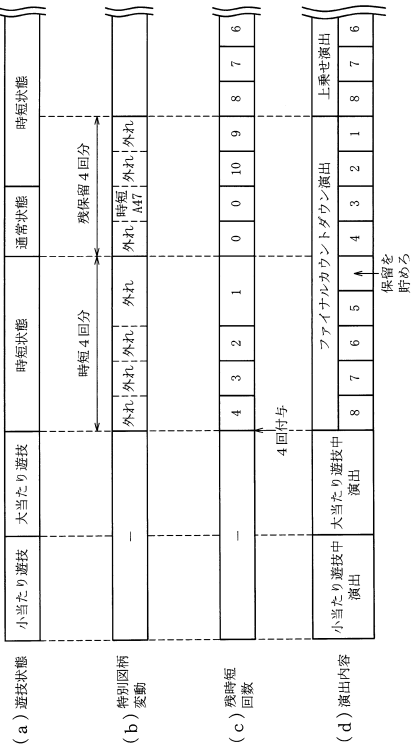 (a) 遊技状態
小当たり遊技
大当たり遊技
時短状態
通常状態
時短状態
時短4回分
残保留4回分
(b) 特別図柄
変動
—
外れ
外れ
外れ
外れ
外れ
時短
A47
外れ
外れ
(c) 残時短
回数
—
4
3
2
1
0
0
10
9
8
7
6
4回付与
(d) 演出内容
小当たり遊技中
演出
大当たり遊技中
演出
ファイナルカウントダウン演出
上乗せ演出
8
7
6
5
4
3
2
1
8
7
6
保留を
貯めろ